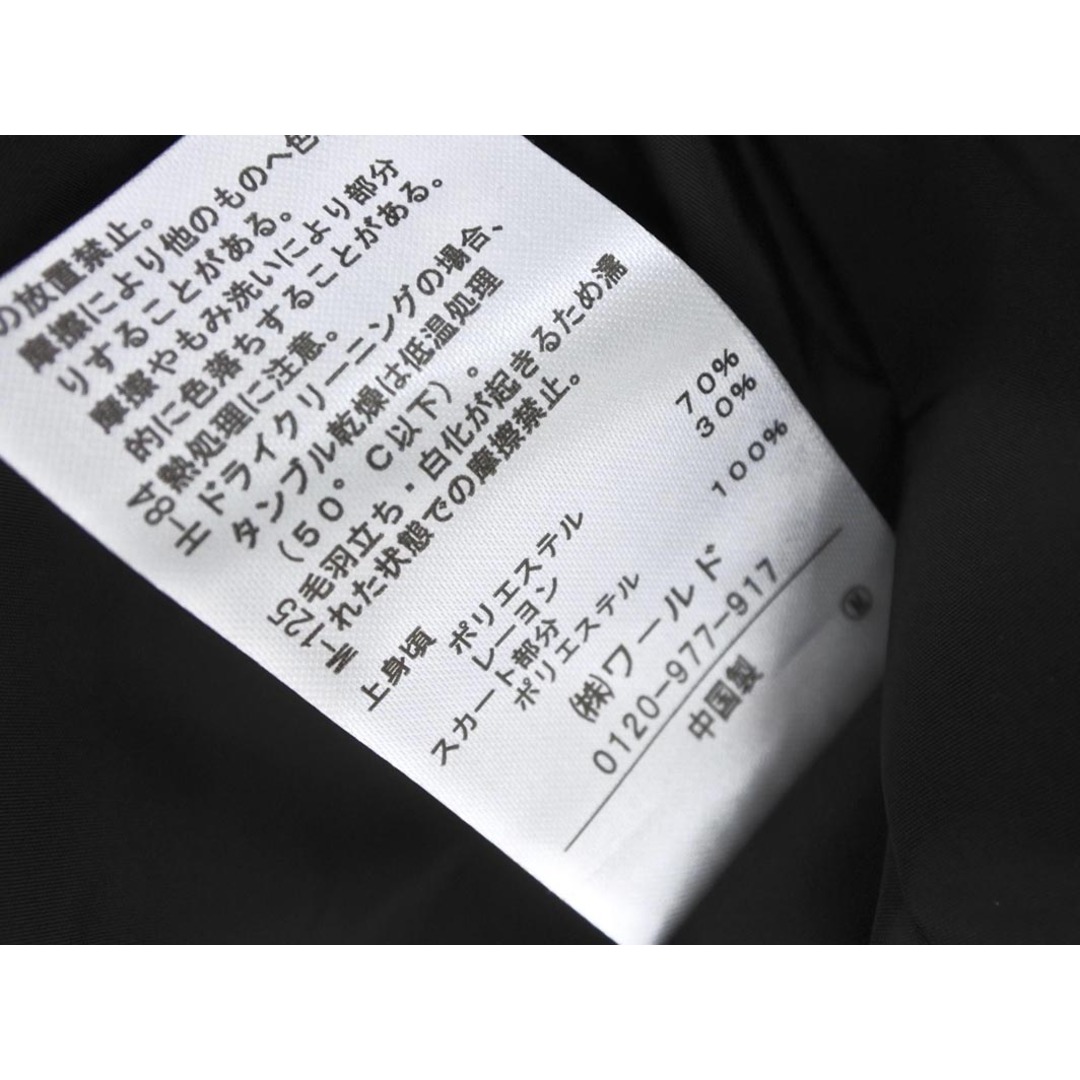 の放置禁止。
摩擦により他のものへ色
りすることがある。
摩擦やもみ洗いにより部分
的に色落ちすることがある。
A
84熱処理に注意。
H ドライクリーニングの場合、
タンブル乾燥は低温処理
(50°C以下)。
125毛羽立ち・白化が起きるため濡
れた状態での摩擦禁止。
上身頃 ポリエステル 70%
レーヨン 30%
スカート部分
ポリエステル 100%
㈱ワールド
0120-977-917
中国製